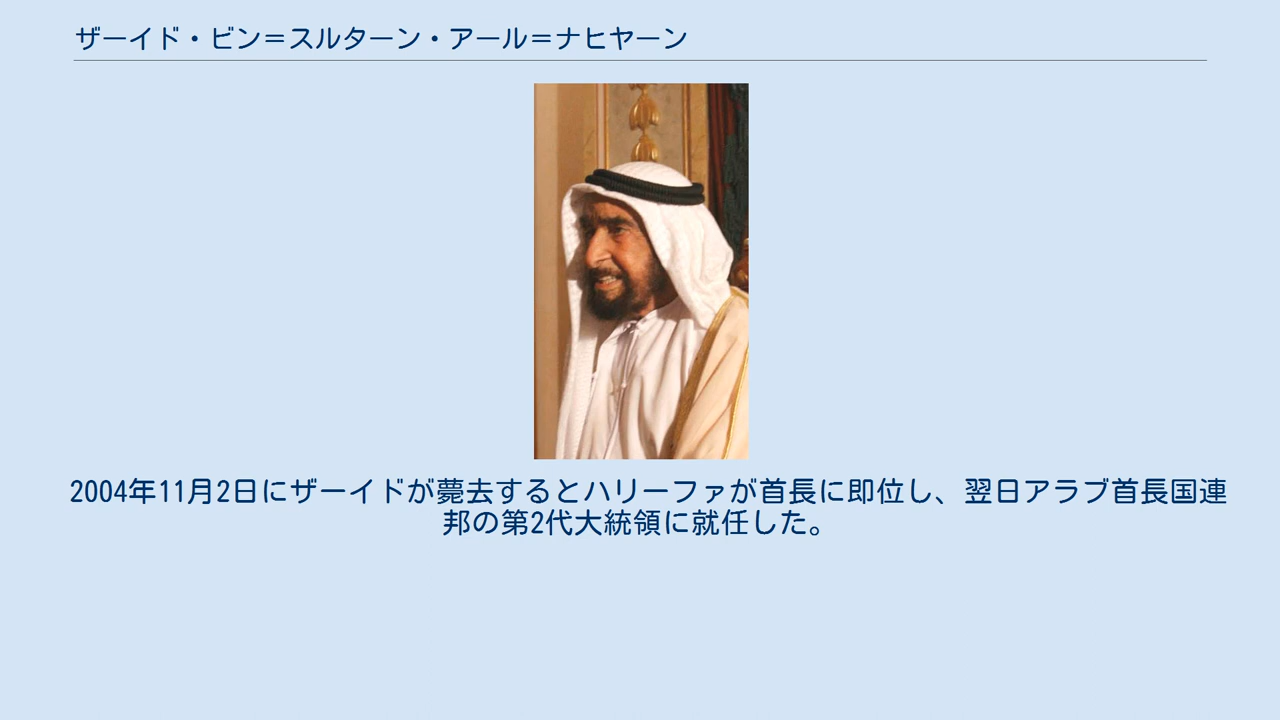 ザーイド・ビン＝スルターン・アール＝ナヒヤーン
2004年11月2日にザーイドが薨去するとハリーファが首長に即位し、翌日アラブ首長国連
邦の第2代大統領に就任した。